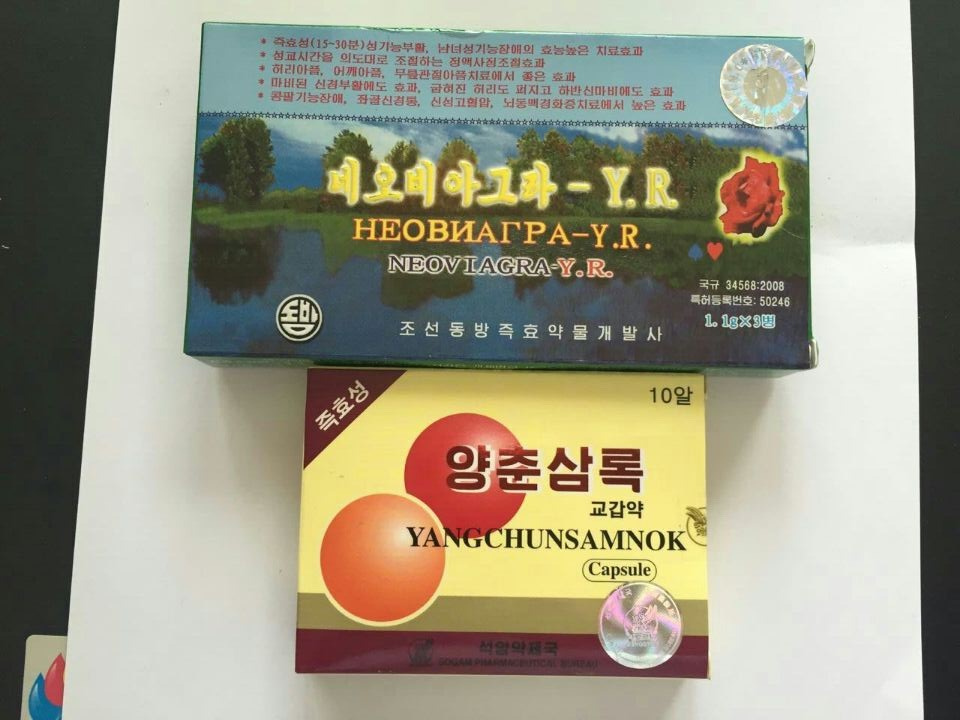 * 즉효성(15~30분)성기능부활, 남녀성기능장애의 효능높은 치료효과
* 성교시간을 의도대로 조절하는 정액사정조절효과
* 허리아픔, 어깨아픔, 무릎관절아픔치료에서 좋은 효과
* 마비된 신경부활에도 효과, 굽혀진 허리도 펴지고 하반신마비에도 효과
* 콩팥기능장애, 좌골신경통, 신성고혈압, 뇌동맥경화증치료에서 높은 효과
네오비아그라-Y.R
НЕОВИАГРА-Y.R.
NEOVIAGRA-Y.R.
국규 34568:2008
특허등록번호: 50246
1.1g×3병
동방
조선동방즉효약물개발사
즉효성
10알
양춘삼록
교갑약
YANGCHUNSAMNOK
Capsule
석암약제국
SOGAM PHARMACEUTICAL BUREAU